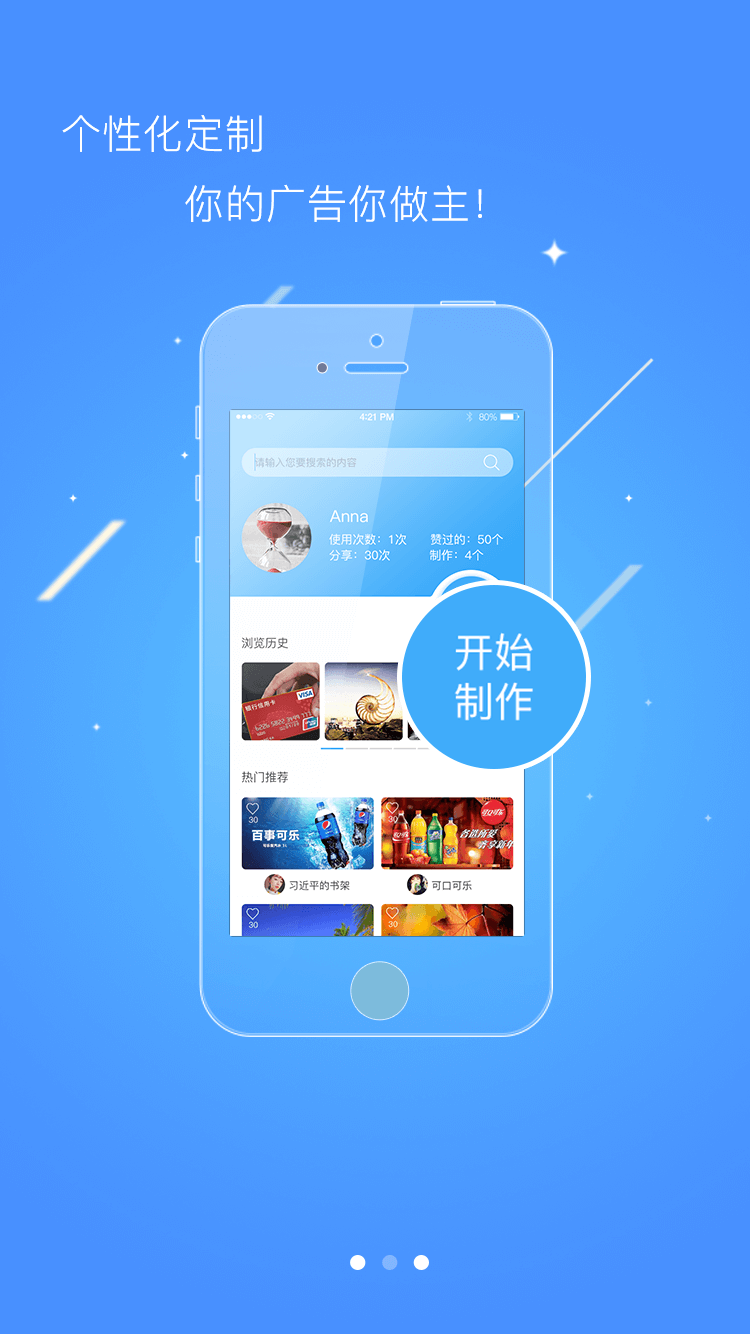 个性化定制
你的广告你做主！
4:21 PM
80%
请输入您要搜索的内容
Anna
使用次数：1次 赞过的：50个
分享：30次 制作：4个
开始
制作
浏览历史
银行信用卡
VISA
热门推荐
30
百事可乐
30
可口可乐
习近平的书架
可口可乐
30
30